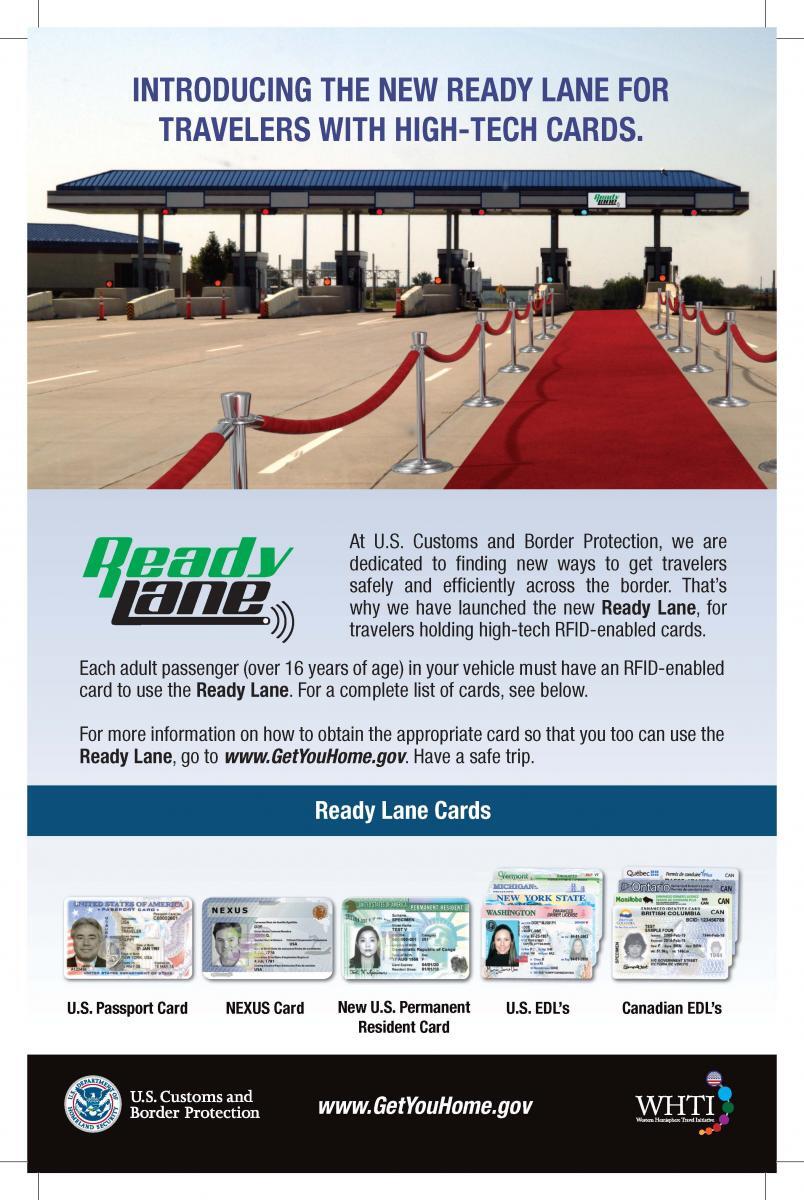 INTRODUCING THE NEW READY LANE FOR
TRAVELERS WITH HIGH-TECH CARDS.
Ready
Lane
Ready
Lane
At U.S. Customs and Border Protection, we are
dedicated to finding new ways to get travelers
safely and efficiently across the border. That's
why we have launched the new Ready Lane, for
travelers holding high-tech RFID-enabled cards.
Each adult passenger (over 16 years of age) in your vehicle must have an RFID-enabled
card to use the Ready Lane. For a complete list of cards, see below.
For more information on how to obtain the appropriate card so that you too can use the
Ready Lane, go to www.GetYouHome.gov. Have a safe trip.
Ready Lane Cards
UNITED STATES OF AMERICA
PASSPORT CARD
NEXUS
UNITED STATES OF AMERICA
PERMANENT RESIDENT
Vermont
MICHIGAN
NEW YORK STATE
WASHINGTON
Québec
Ontario
CAN
Manitoba
CAN
BRITISH COLUMBIA
CAN
U.S. Passport Card
NEXUS Card
New U.S. Permanent
Resident Card
U.S. EDL's
Canadian EDL's
U.S. DEPARTMENT OF HOMELAND SECURITY
U.S. Customs and
Border Protection
www.GetYouHome.gov
WHTI
Western Hemisphere Travel Initiative